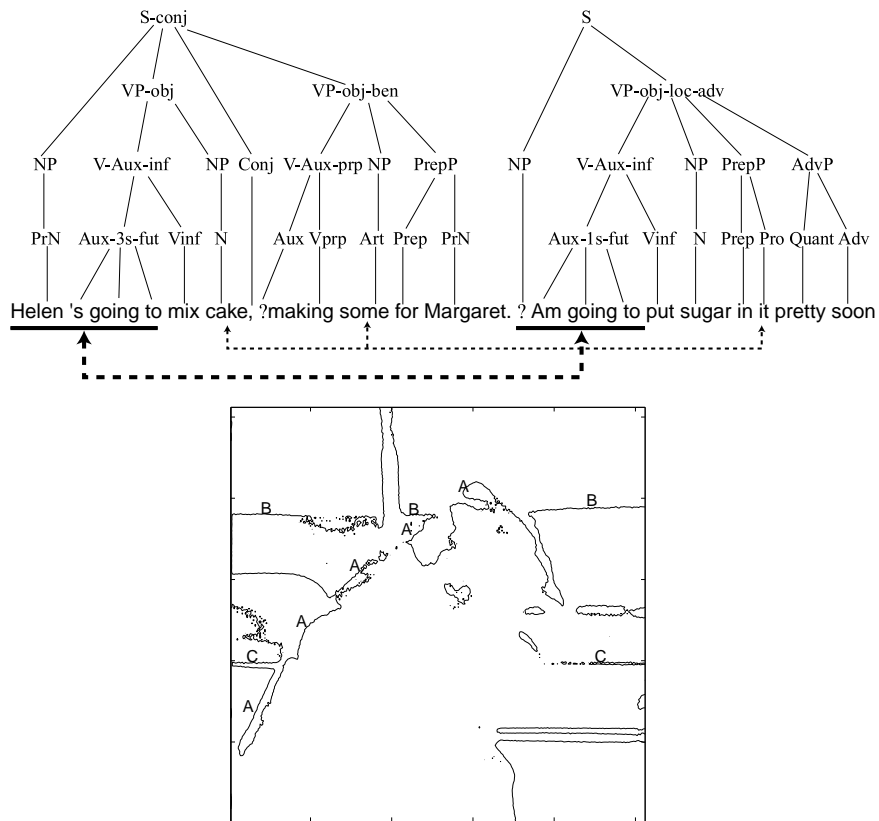 S-conj S
VP-obj VP-obj-ben VP-obj-loc-adv
NP V-Aux-inf NP Conj V-Aux-prp NP PrepP NP V-Aux-inf NP PrepP AdvP
PrN Aux-3s-fut Vinf N Aux Vprp Art Prep PrN Aux-1s-fut Vinf N Prep Pro Quant Adv
Helen 's going to mix cake, ?making some for Margaret. ? Am going to put sugar in it pretty soon
A
B B B
A
A
A
C C
A